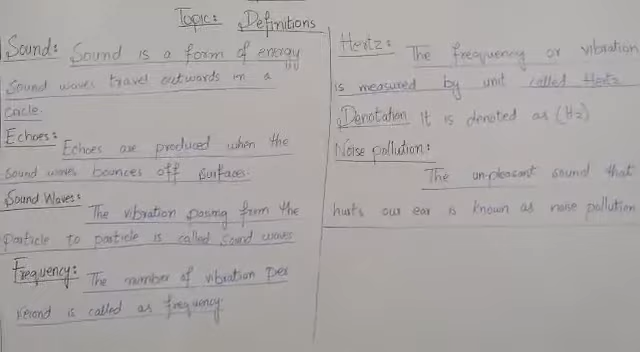 Topic: Definitions
Sound: Sound is a form of energy
Sound waves travel outwards in a
Circle.
Echoes: Echoes are produced when the
sound waves bounces off surfaces.
Sound Waves: The vibration passing from the
particle to particle is called sound waves
Frequency: The number of vibration per
second is called as frequency.
Hertz: The frequency or vibration
is measured by unit called Hertz
Denotation It is denoted as (Hz)
Noise pollution:
The un-pleasant sound that
hurts our ear is known as noise pollution